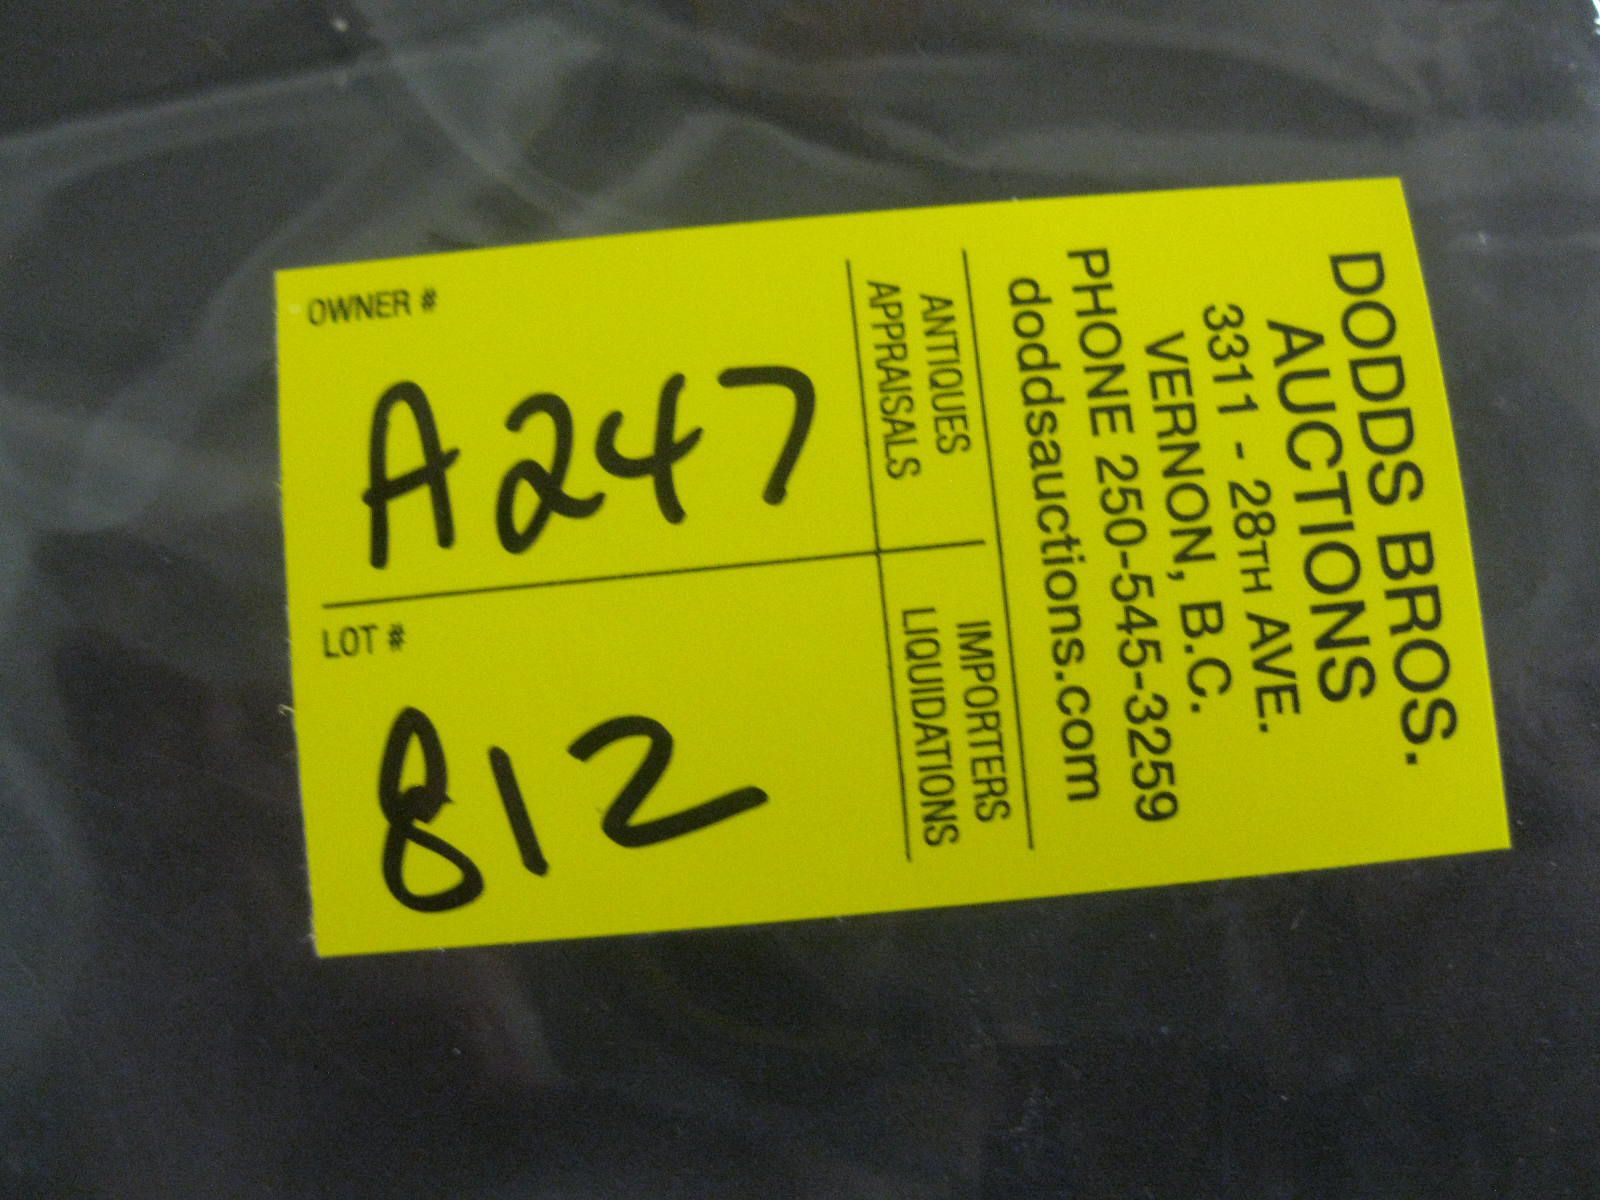 DODDS BROS.
AUCTIONS
3311 - 28TH AVE.
VERNON, B.C.
PHONE 250-545-3259
doddsauctions.com
ANTIQUES
APPRAISALS
IMPORTERS
LIQUIDATIONS
OWNER #
A247
LOT #
812